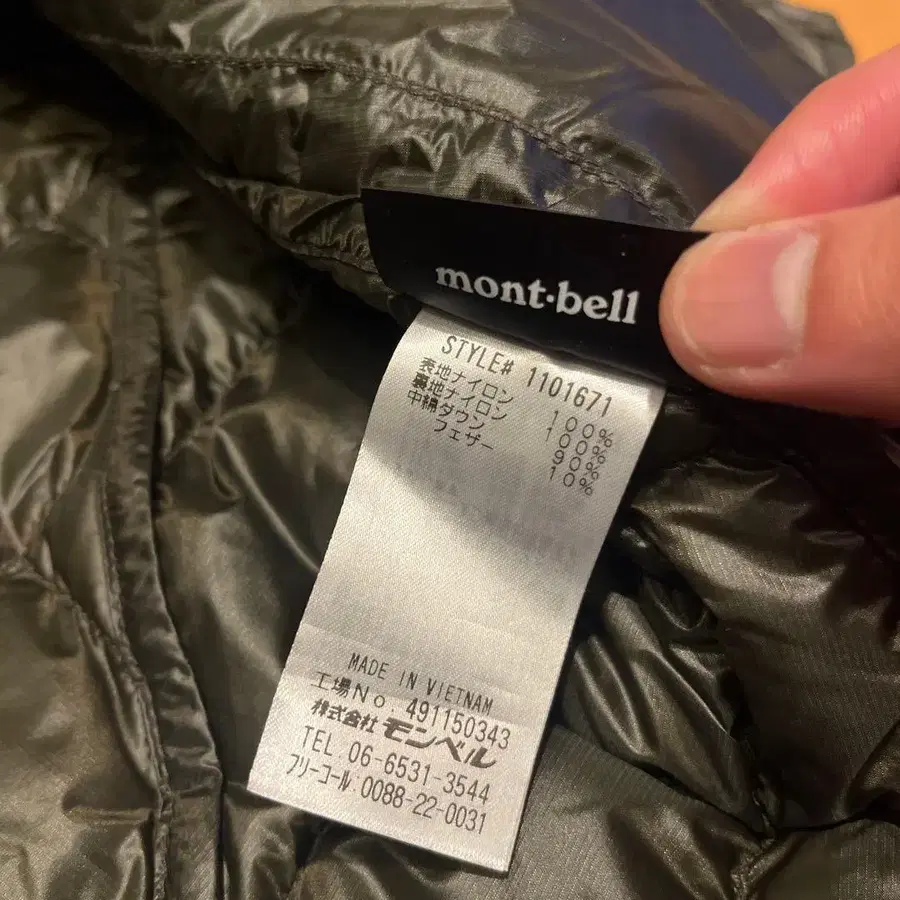 mont·bell
STYLE# 1101671
表地ナイロン 100%
裏地ナイロン 100%
中綿ダウン 90%
フェザー 10%
MADE IN VIETNAM
工場No. 491150343
株式会社 モンベル
TEL. 06-6531-3544
フリーコール: 0088-22-0031